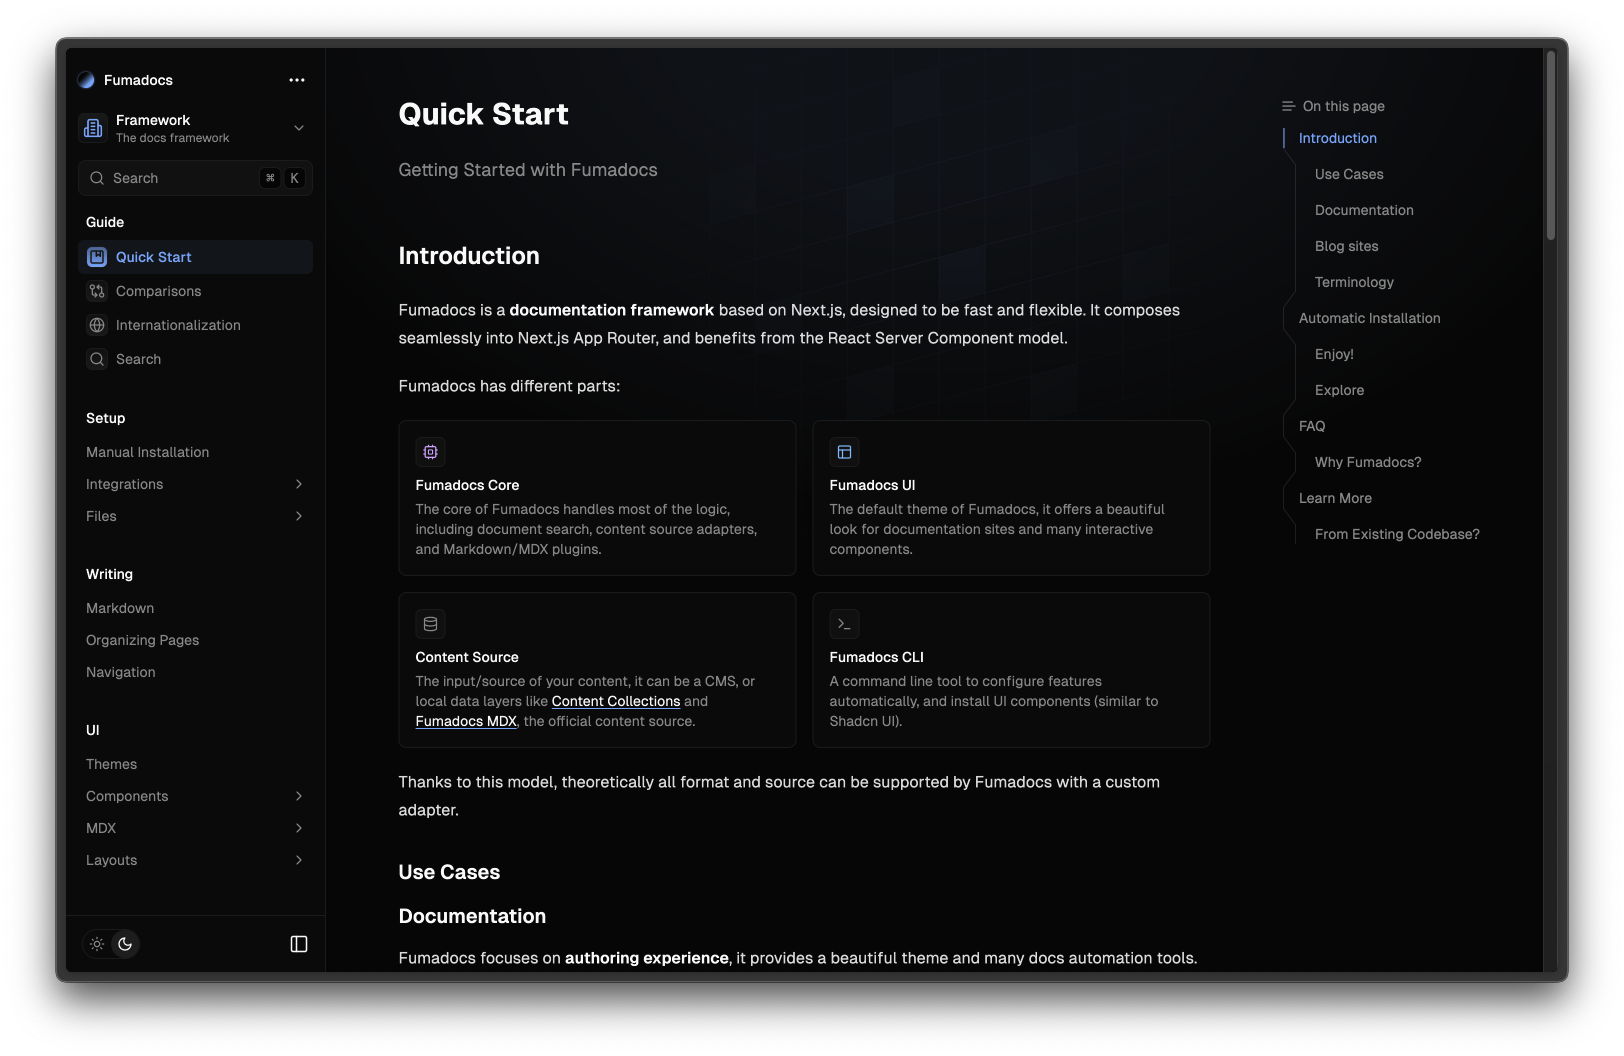 Fumadocs
Framework
The docs framework
Search ⌘ K
Guide
Quick Start
Comparisons
Internationalization
Search
Setup
Manual Installation
Integrations
Files
Writing
Markdown
Organizing Pages
Navigation
UI
Themes
Components
MDX
Layouts
Quick Start
Getting Started with Fumadocs
Introduction
Fumadocs is a documentation framework based on Next.js, designed to be fast and flexible. It composes
seamlessly into Next.js App Router, and benefits from the React Server Component model.
Fumadocs has different parts:
Fumadocs Core
The core of Fumadocs handles most of the logic,
including document search, content source adapters,
and Markdown/MDX plugins.
Fumadocs UI
The default theme of Fumadocs, it offers a beautiful
look for documentation sites and many interactive
components.
Content Source
The input/source of your content, it can be a CMS, or
local data layers like Content Collections and
Fumadocs MDX, the official content source.
Fumadocs CLI
A command line tool to configure features
automatically, and install UI components (similar to
Shadcn UI).
Thanks to this model, theoretically all format and source can be supported by Fumadocs with a custom
adapter.
Use Cases
Documentation
Fumadocs focuses on authoring experience, it provides a beautiful theme and many docs automation tools.
On this page
Introduction
Use Cases
Documentation
Blog sites
Terminology
Automatic Installation
Enjoy!
Explore
FAQ
Why Fumadocs?
Learn More
From Existing Codebase?